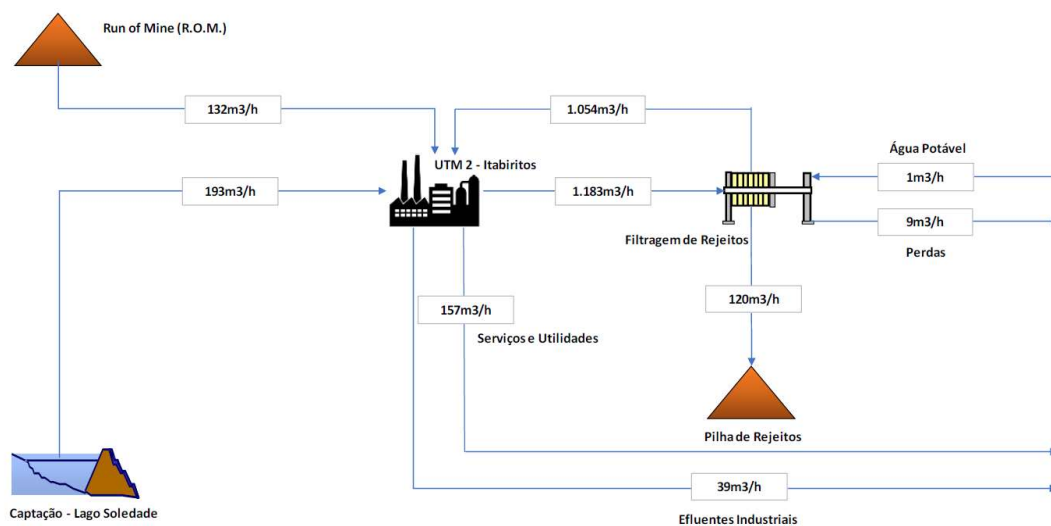 Run of Mine (R.O.M.)
132m3/h
1.054m3/h
Água Potável
UTM 2 - Itabiritos
1m3/h
193m3/h
1.183m3/h
9m3/h
Filtragem de Rejeitos
Perdas
157m3/h
120m3/h
Serviços e Utilidades
Pilha de Rejeitos
39m3/h
Captação - Lago Soledade
Efluentes Industriais